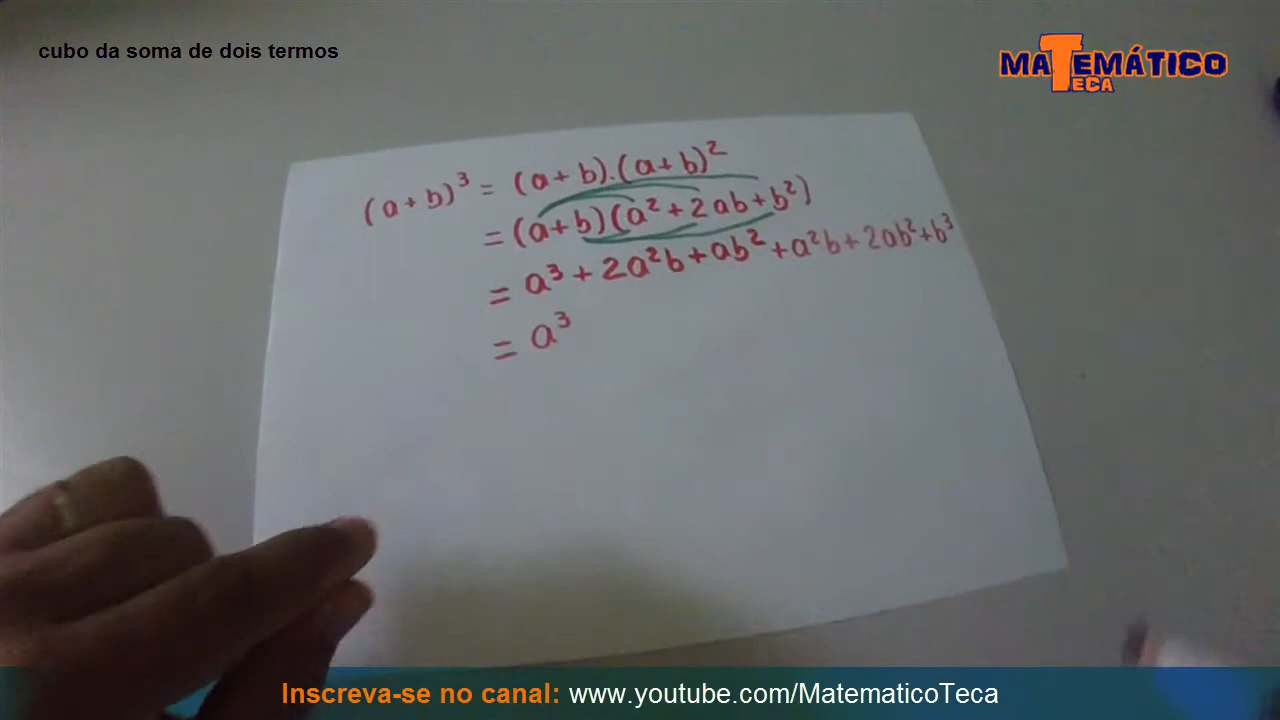 cubo da soma de dois termos
MATEMÁTICO
TECA
(a+b)³ = (a+b).(a+b)²
= (a+b)(a²+2ab+b²)
= a³+2a²b+ab²+a²b+2ab²+b³
= a³
Inscreva-se no canal: www.youtube.com/MatematicoTeca